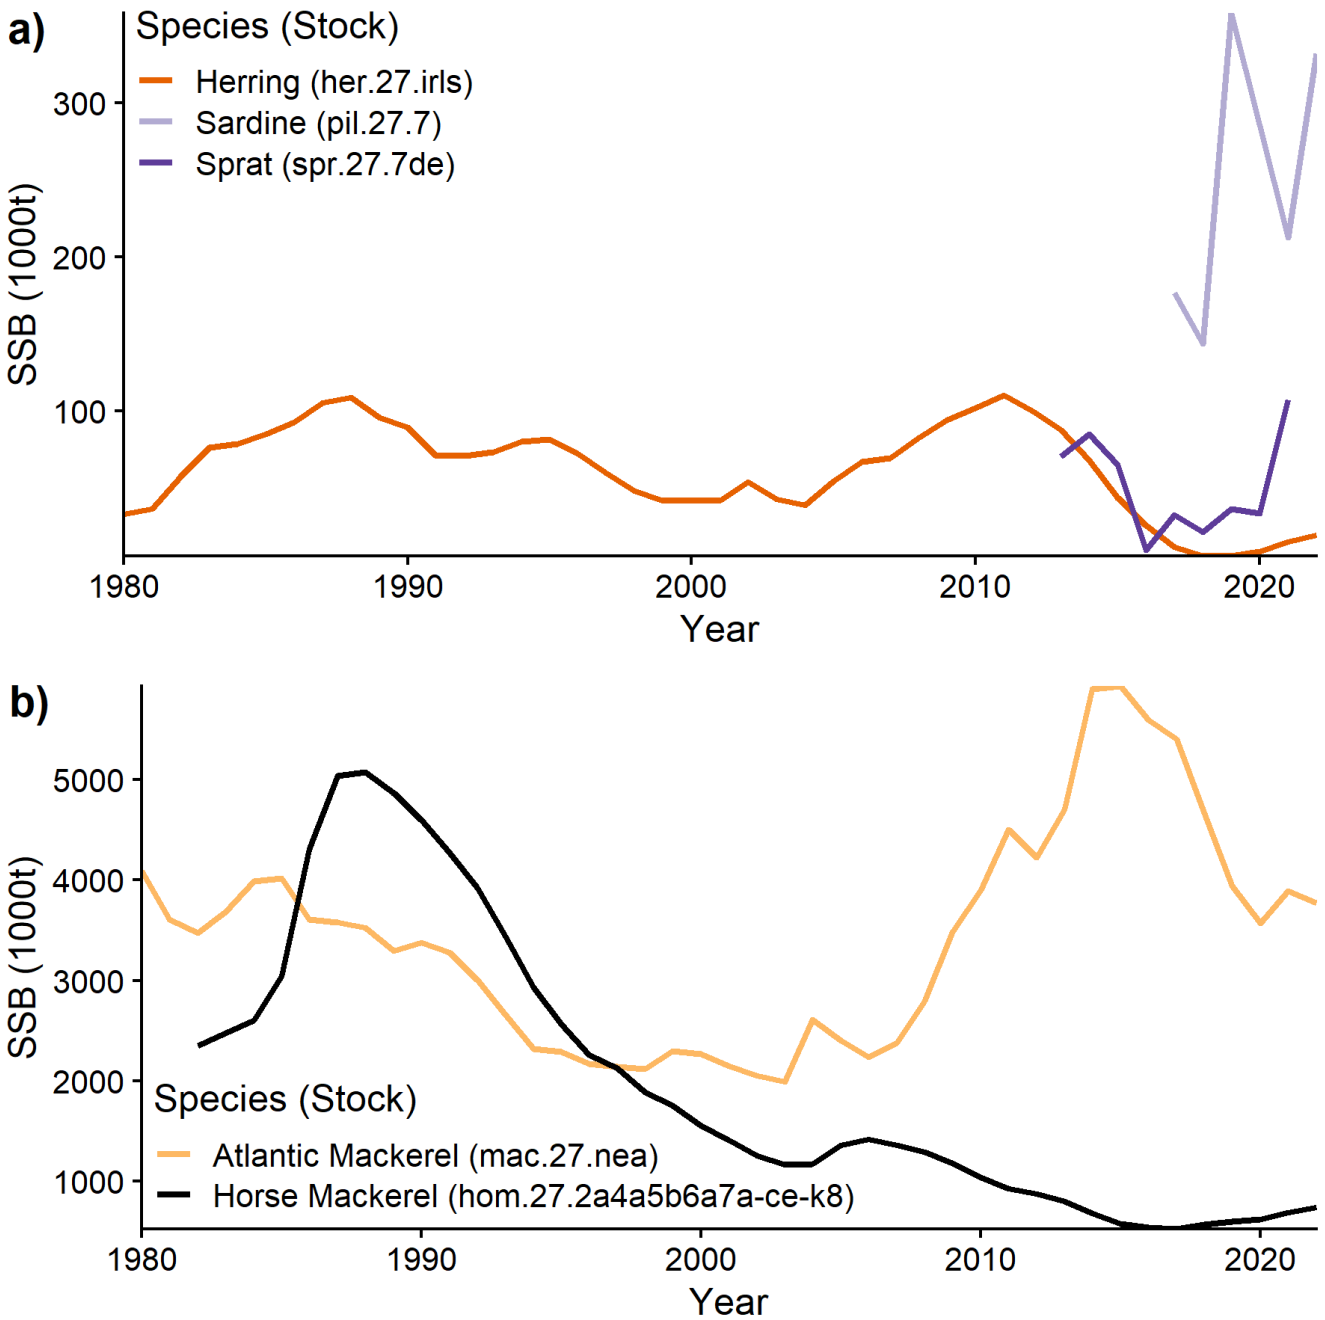 a)
Species (Stock)
Herring (her.27.irls)
Sardine (pil.27.7)
Sprat (spr.27.7de)
SSB (1000t)
300
200
100
1980 1990 2000 2010 2020
Year
b)
SSB (1000t)
5000
4000
3000
2000
1000
Species (Stock)
Atlantic Mackerel (mac.27.nea)
Horse Mackerel (hom.27.2a4a5b6a7a-ce-k8)
1980 1990 2000 2010 2020
Year